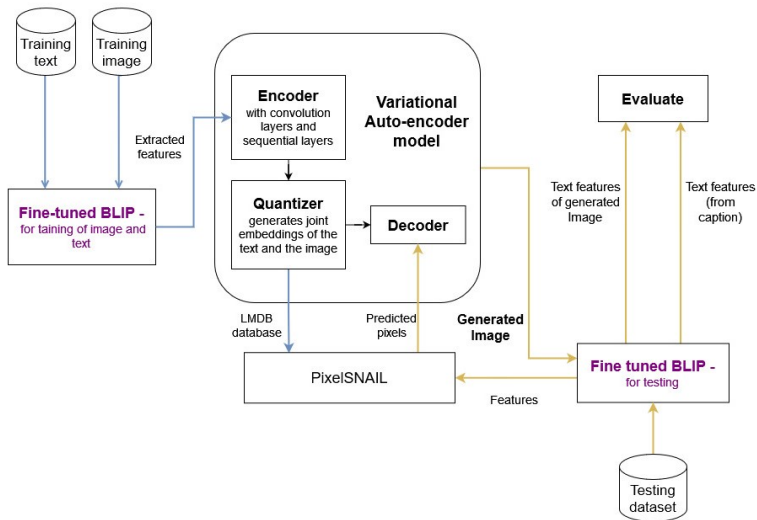 Training
text
Training
image
Extracted
features
Fine-tuned BLIP -
for taining of image and
text
Encoder
with convolution
layers and
sequential layers
Variational
Auto-encoder
model
Quantizer
generates joint
embeddings of the
text and the image
Decoder
LMDB
database
Predicted
pixels
Generated
Image
PixelSNAIL
Features
Evaluate
Text features
of generated
Image
Text features
(from
caption)
Fine tuned BLIP -
for testing
Testing
dataset